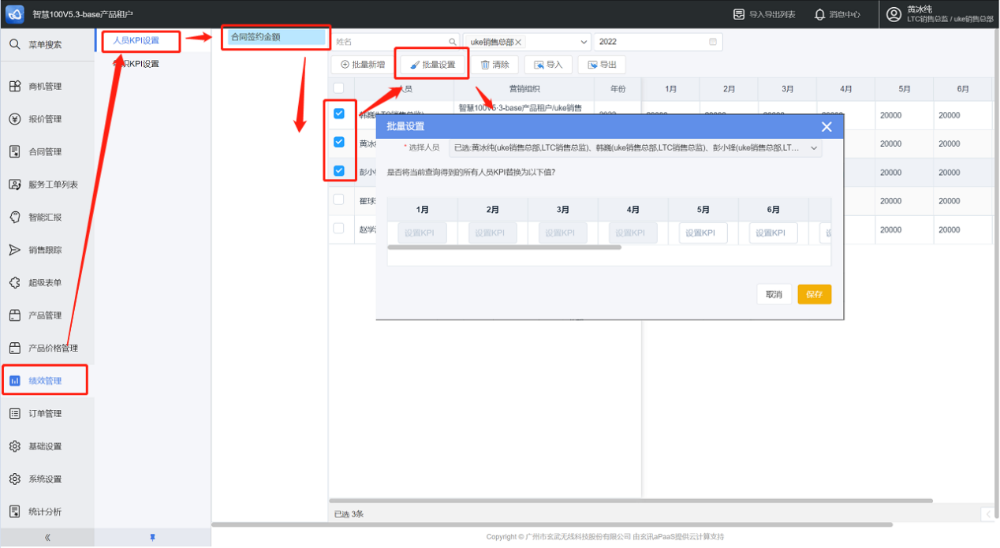 智慧100V5.3-base产品租户
导入导出列表
消息中心
黄冰纯
LTC销售总监 / uke销售总部
菜单搜索
商机管理
报价管理
合同管理
服务工单列表
智能汇报
销售跟踪
超级表单
产品管理
产品价格管理
绩效管理
订单管理
基础设置
系统设置
统计分析
人员KPI设置
织KPI设置
合同签约金额
姓名
uke销售总部
2022
批量新增
批量设置
清除
导入
导出
人员 营销组织 年份 1月 2月 3月 4月 5月 6月
智慧100V5·3-base产品租户/uke销售
20000 20000
黄冰 20000 20000
彭小 20000 20000
翟球 20000 20000
赵学 20000 20000
批量设置
* 选择人员
已选:黄冰纯(uke销售总部,LTC销售总监)、韩巍(uke销售总部,LTC销售总监)、彭小锋(uke销售总部,LT...
是否将当前查询得到的所有人员KPI替换为以下值?
1月 2月 3月 4月 5月 6月
设置KPI 设置KPI 设置KPI 设置KPI 设置KPI 设置KPI
取消
保存
已选 3条
Copyright © 广州市玄武无线科技股份有限公司 由玄讯aPaaS提供云计算支持